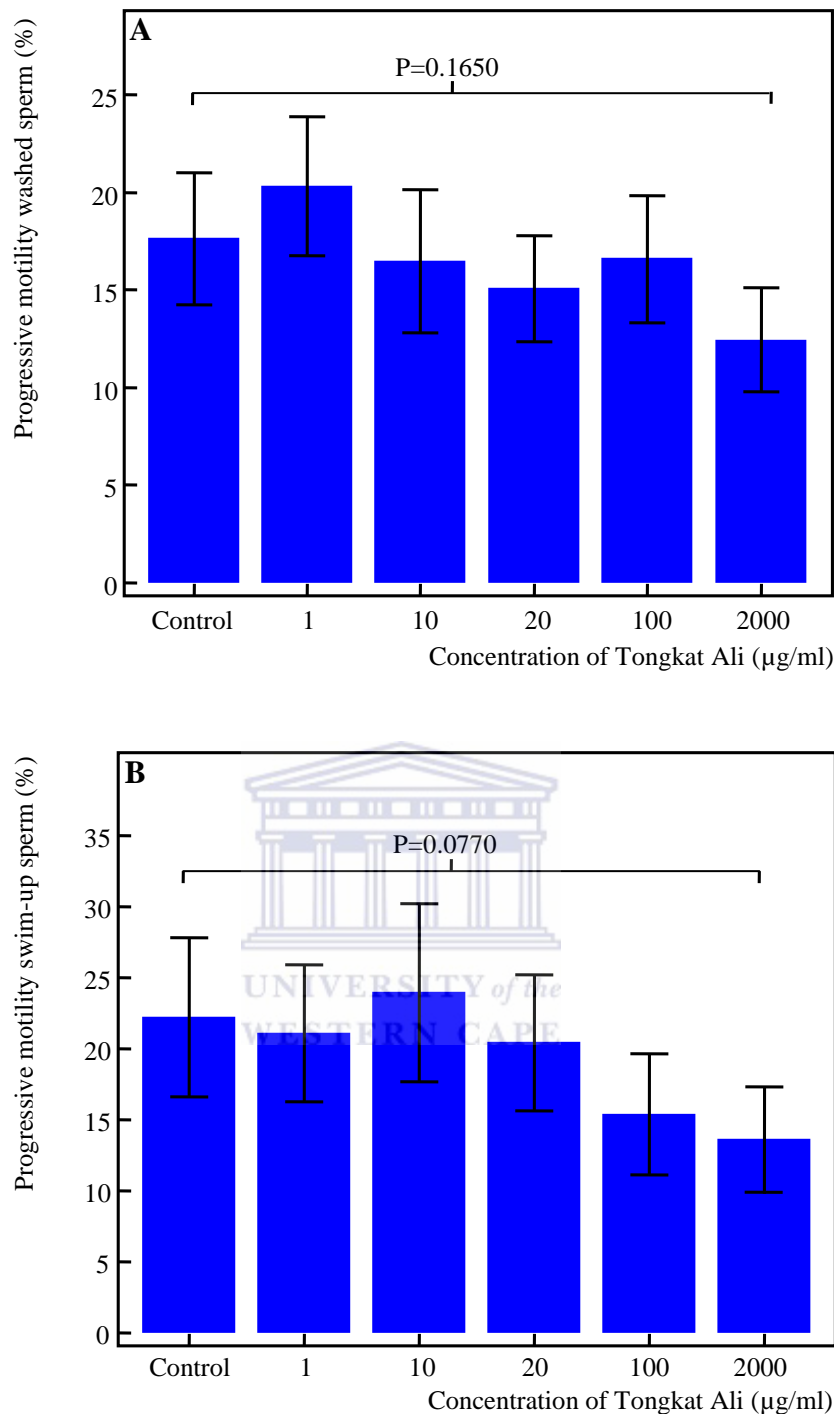 A
Progressive motility washed sperm (%)
P=0.1650
25
20
15
10
5
0
Control 1 10 20 100 2000
Concentration of Tongkat Ali (µg/ml)
B
Progressive motility swim-up sperm (%)
P=0.0770
35
30
25
20
15
10
5
0
UNIVERSITY of the
WESTERN CAPE
Control 1 10 20 100 2000
Concentration of Tongkat Ali (µg/ml)